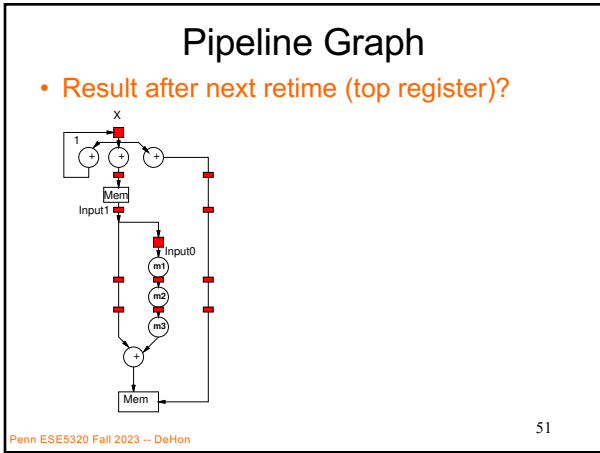 Pipeline Graph
• Result after next retime (top register)?
X
1
+ + +
Mem
Input1
Input0
m1
m2
m3
+
Mem
Penn ESE5320 Fall 2023 -- DeHon
51